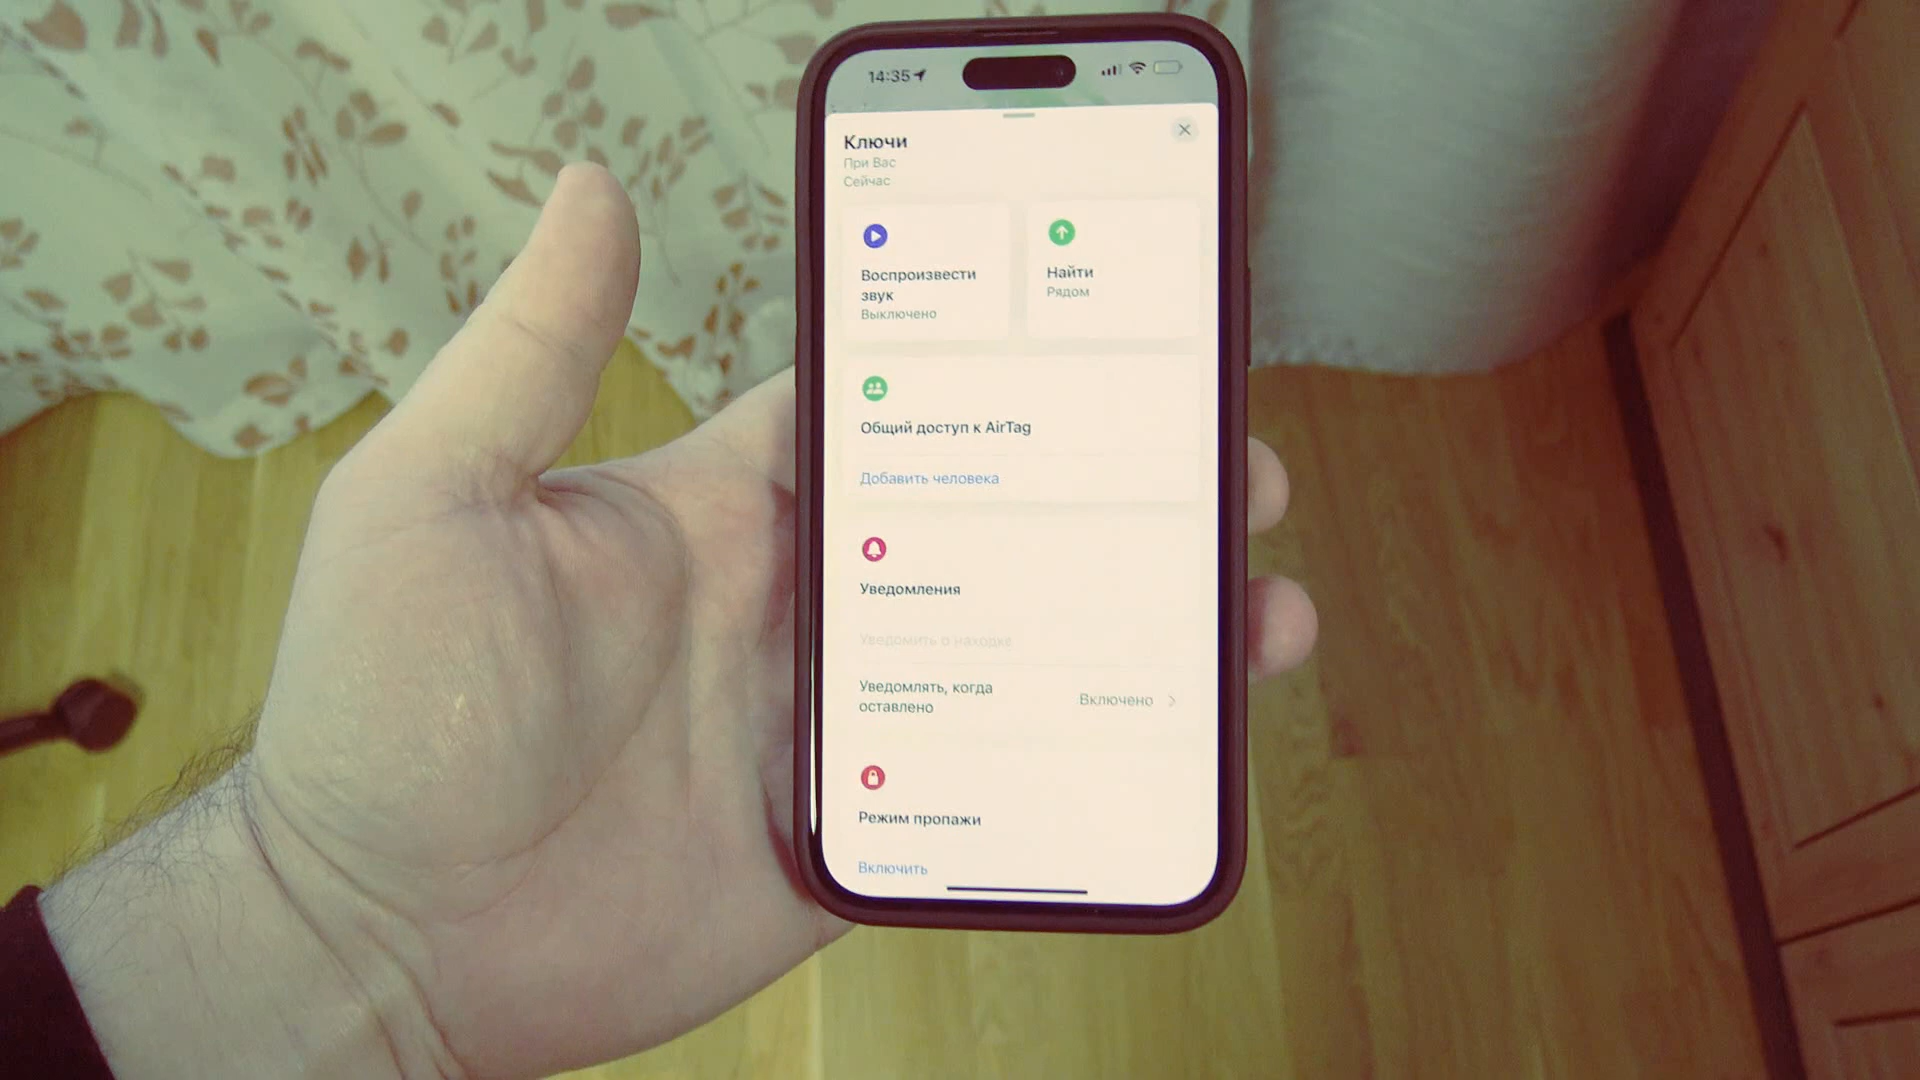 14:35
Ключи
При Вас
Сейчас
Воспроизвести
звук
Выключено
Найти
Рядом
Общий доступ к AirTag
Добавить человека
Уведомления
Уведомить о находке
Уведомлять, когда
оставлено
Включено
Режим пропажи
Включить